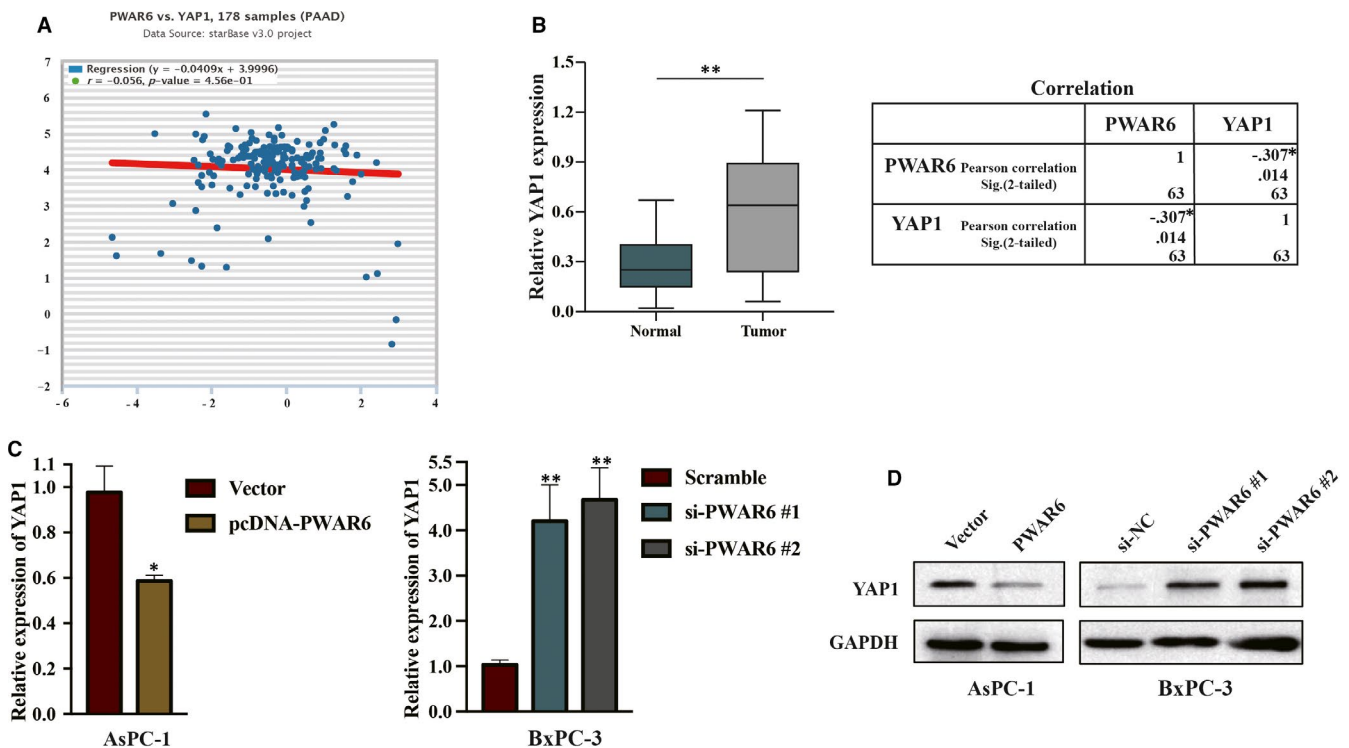 A
PWAR6 vs. YAP1, 178 samples (PAAD)
Data Source: starBase v3.0 project
Regression (y = -0.0409x + 3.9996)
r = -0.056, p-value = 4.56e-01
7
6
5
4
3
2
1
0
-1
-2
-6 -4 -2 0 2 4
B
Relative YAP1 expression
1.5
1.2
0.9
0.6
0.3
0.0
**
Normal Tumor
Correlation
PWAR6 YAP1
PWAR6 Pearson correlation 1 -.307*
Sig.(2-tailed) .014
63 63
YAP1 Pearson correlation -.307* 1
Sig.(2-tailed) .014
63 63
C
Relative expression of YAP1
1.1
1.0
0.8
0.6
0.4
0.2
0.0
*
Vector
pcDNA-PWAR6
AsPC-1
Relative expression of YAP1
5.5
5.0
4.0
3.0
2.0
1.0
0.0
** **
Scramble
si-PWAR6 #1
si-PWAR6 #2
BxPC-3
D
Vector PWAR6 si-NC si-PWAR6 #1 si-PWAR6 #2
YAP1
GAPDH
AsPC-1 BxPC-3